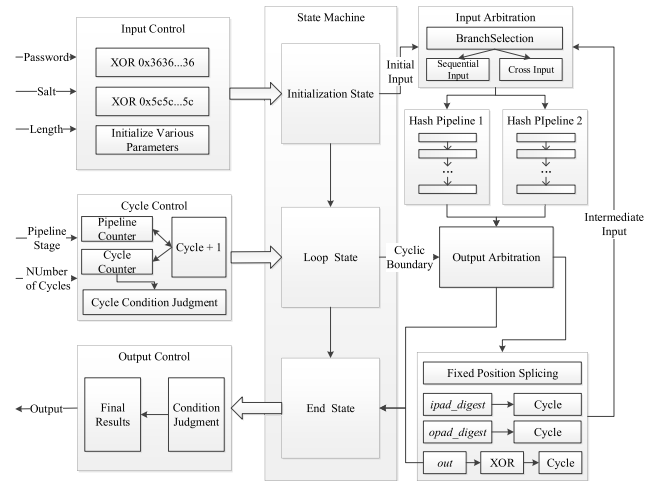 Input Control
Password
Salt
Length
XOR 0x3636...36
XOR 0x5c5c...5c
Initialize Various
Parameters
Cycle Control
Pipeline
Stage
NUmber
of Cycles
Pipeline
Counter
Cycle
Counter
Cycle + 1
Cycle Condition Judgment
Output Control
Output
Final
Results
Condition
Judgment
State Machine
Initialization State
Loop State
End State
Initial
Input
Cyclic
Boundary
Input Arbitration
BranchSelection
Sequential
Input
Cross Input
Hash Pipeline 1
...
Hash PIpeline 2
...
Intermediate
Input
Output Arbitration
Fixed Position Splicing
ipad_digest
Cycle
opad_digest
Cycle
out
XOR
Cycle